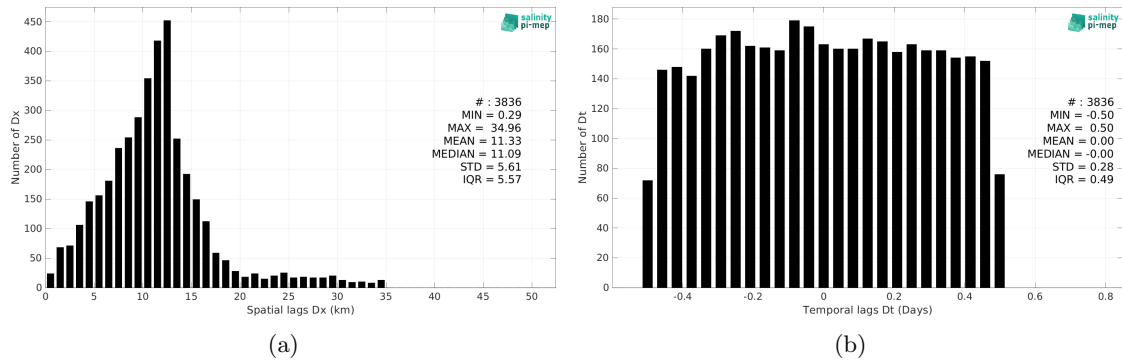 450
400
350
300
250
200
150
100
50
0
Number of Dx
0 5 10 15 20 25 30 35 40 45 50
Spatial lags Dx (km)
salinity
pi-mep
# : 3836
MIN = 0.29
MAX = 34.96
MEAN = 11.33
MEDIAN = 11.09
STD = 5.61
IQR = 5.57
(a)
180
160
140
120
100
80
60
40
20
0
Number of Dt
-0.4 -0.2 0 0.2 0.4 0.6 0.8
Temporal lags Dt (Days)
salinity
pi-mep
# : 3836
MIN = -0.50
MAX = 0.50
MEAN = 0.00
MEDIAN = -0.00
STD = 0.28
IQR = 0.49
(b)